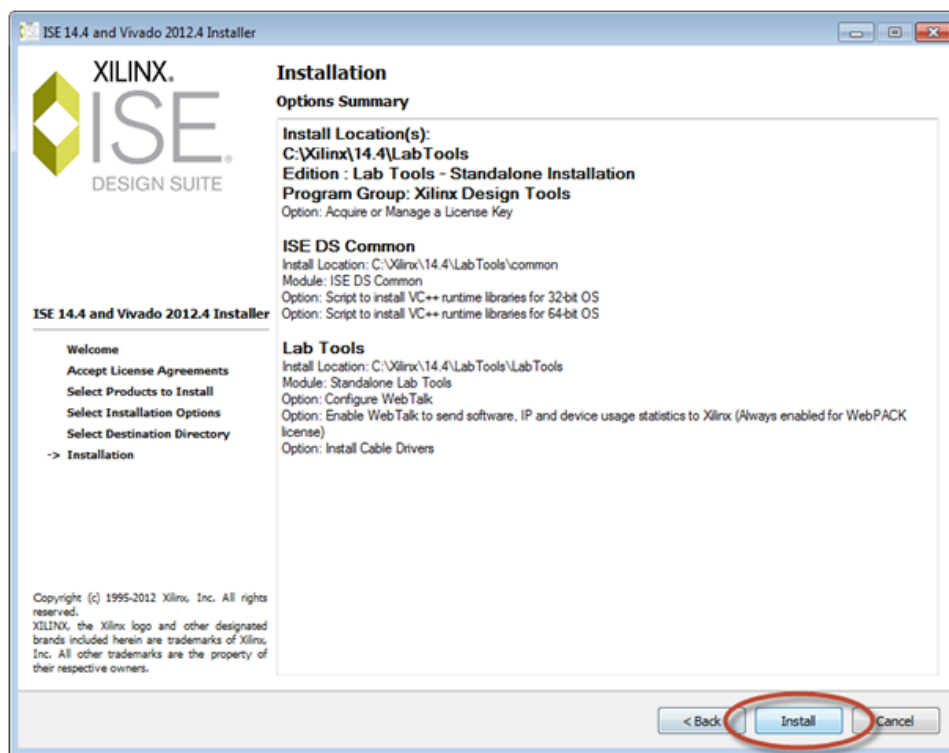 ISE 14.4 and Vivado 2012.4 Installer
XILINX®
ISE®
DESIGN SUITE
ISE 14.4 and Vivado 2012.4 Installer
Welcome
Accept License Agreements
Select Products to Install
Select Installation Options
Select Destination Directory
-> Installation
Copyright (c) 1995-2012 Xilinx, Inc. All rights
reserved.
XILINX, the Xilinx logo and other designated
brands included herein are trademarks of Xilinx,
Inc. All other trademarks are the property of
their respective owners.
Installation
Options Summary
Install Location(s):
C:\Xilinx\14.4\LabTools
Edition : Lab Tools - Standalone Installation
Program Group: Xilinx Design Tools
Option: Acquire or Manage a License Key
ISE DS Common
Install Location: C:\Xilinx\14.4\LabTools\common
Module: ISE DS Common
Option: Script to install VC++ runtime libraries for 32-bit OS
Option: Script to install VC++ runtime libraries for 64-bit OS
Lab Tools
Install Location: C:\Xilinx\14.4\LabTools\LabTools
Module: Standalone Lab Tools
Option: Configure WebTalk
Option: Enable WebTalk to send software, IP and device usage statistics to Xilinx (Always enabled for WebPACK
license)
Option: Install Cable Drivers
< Back
Install
Cancel